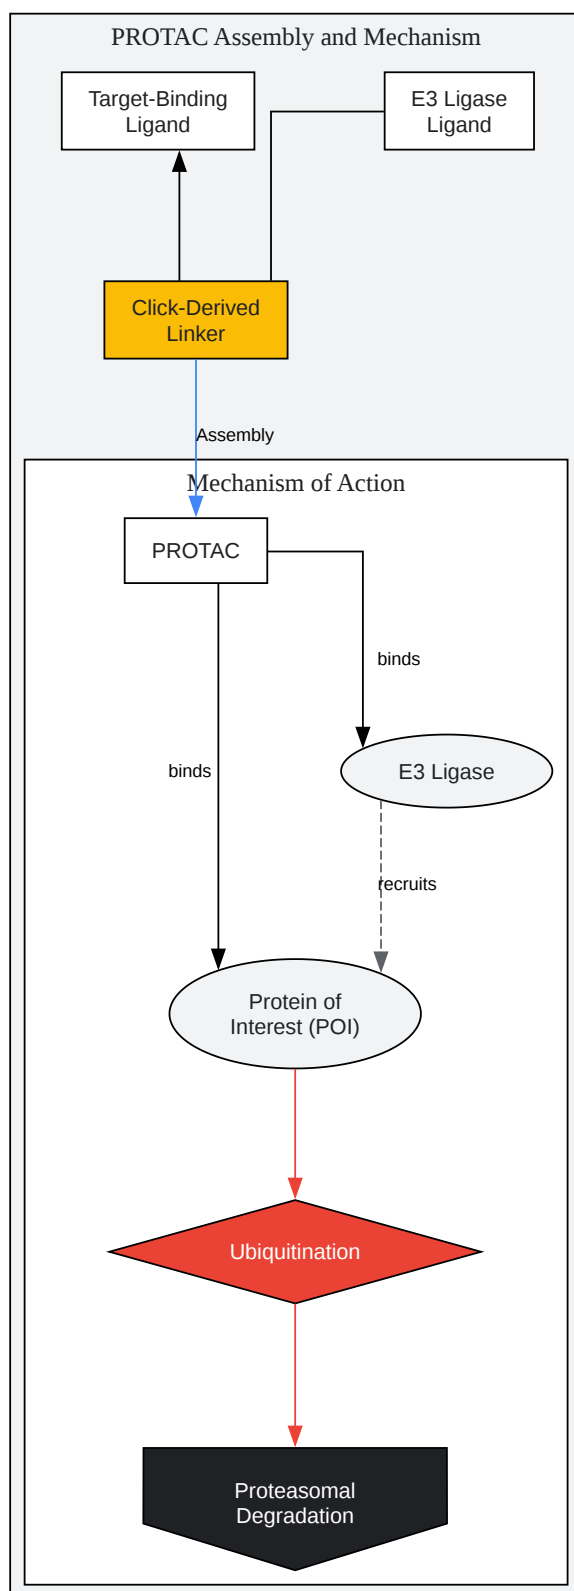 PROTAC Assembly and Mechanism
Target-Binding
Ligand
E3 Ligase
Ligand
Click-Derived
Linker
Assembly
Mechanism of Action
PROTAC
binds
binds
E3 Ligase
recruits
Protein of
Interest (POI)
Ubiquitination
Proteasomal
Degradation